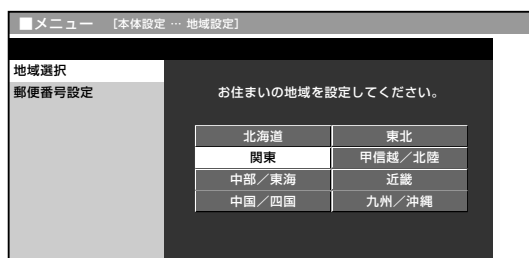 ■メニュー [本体設定 … 地域設定]
地域選択
郵便番号設定
お住まいの地域を設定してください。
北海道 東北
関東 甲信越／北陸
中部／東海 近畿
中国／四国 九州／沖縄